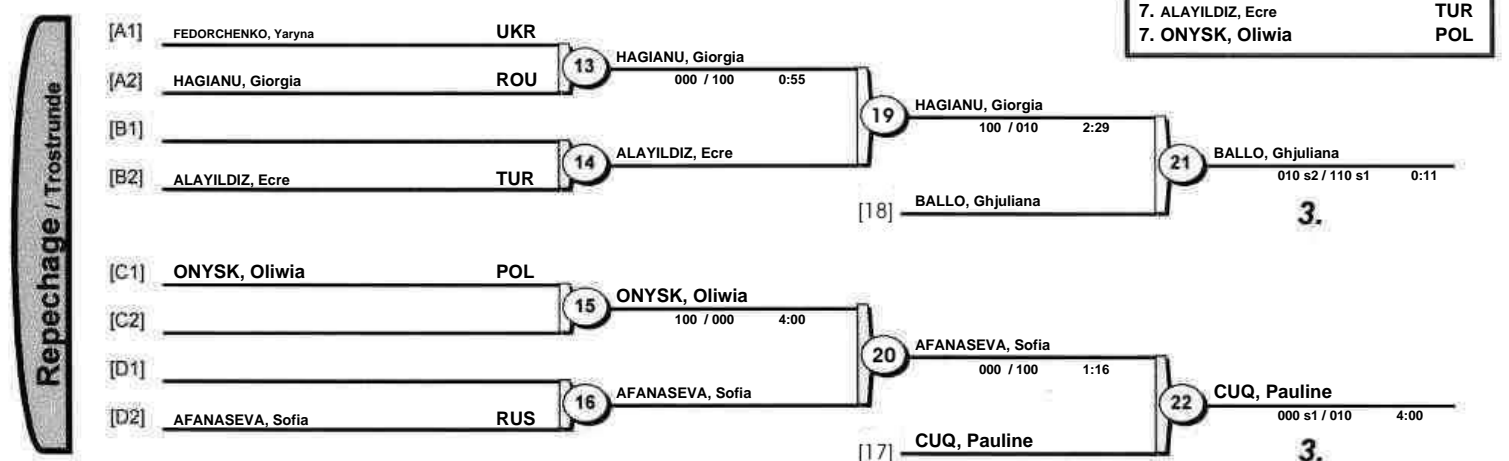 7. ALAYILDIZ, Ecre TUR
7. ONYSK, Oliwia POL
Repechage / Trostrunde
[A1] FEDORCHENKO, Yaryna UKR
[A2] HAGIANU, Giorgia ROU
13 HAGIANU, Giorgia
000 / 100 0:55
[B1]
[B2] ALAYILDIZ, Ecre TUR
14 ALAYILDIZ, Ecre
19 HAGIANU, Giorgia
100 / 010 2:29
[18] BALLO, Ghjuliana
21 BALLO, Ghjuliana
010 s2 / 110 s1 0:11
3.
[C1] ONYSK, Oliwia POL
[C2]
15 ONYSK, Oliwia
100 / 000 4:00
[D1]
[D2] AFANASEVA, Sofia RUS
16 AFANASEVA, Sofia
20 AFANASEVA, Sofia
000 / 100 1:16
[17] CUQ, Pauline
22 CUQ, Pauline
000 s1 / 010 4:00
3.